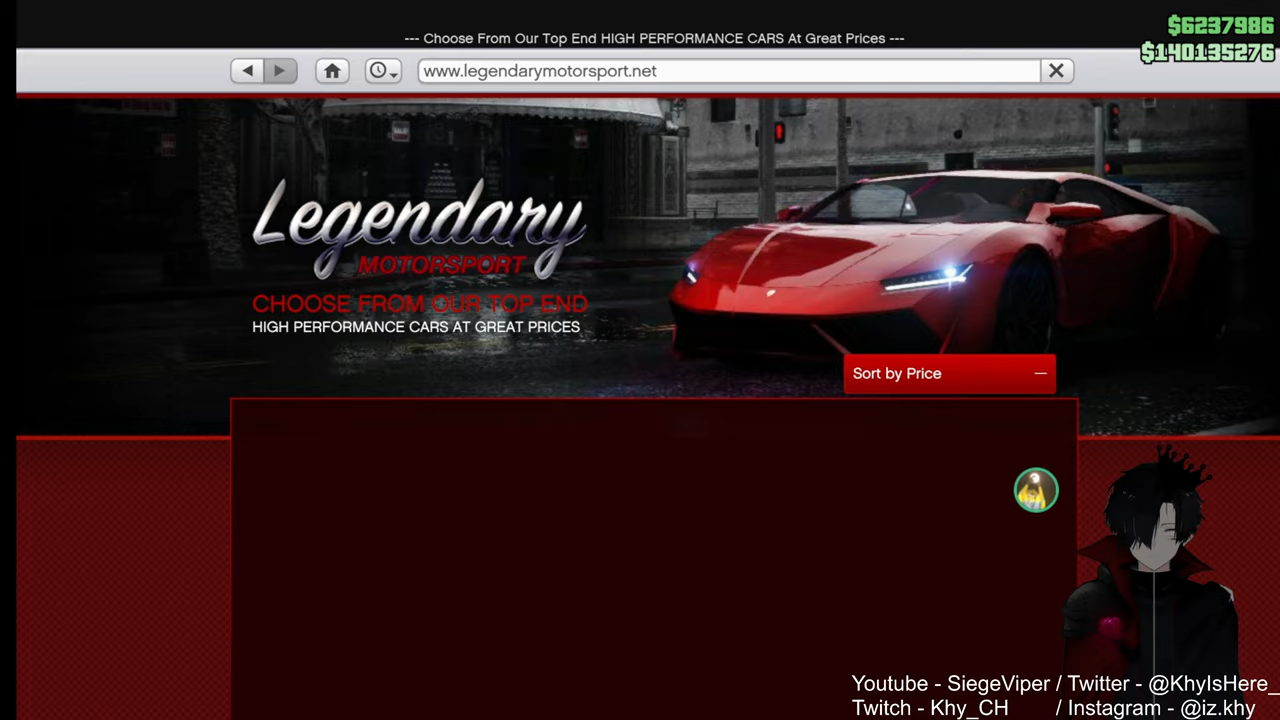 $6237986
--- Choose From Our Top End HIGH PERFORMANCE CARS At Great Prices ---
$140135276
www.legendarymotorsport.net
Legendary
MOTORSPORT
CHOOSE FROM OUR TOP END
HIGH PERFORMANCE CARS AT GREAT PRICES
Sort by Price
Youtube - SiegeViper / Twitter - @KhyIsHere_
Twitch - Khy_CH / Instagram - @iz.khy